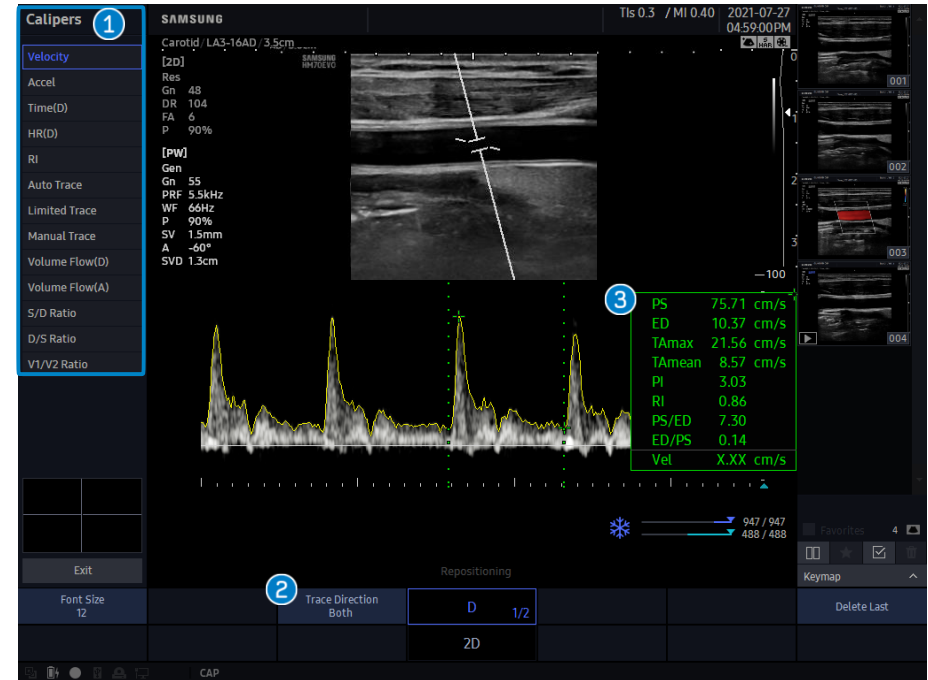 Calipers
1
SAMSUNG
TIs 0.3 / MI 0.40
2021-07-27
04:59:00PM
Carotid / LA3-16AD / 3.5cm
[2D]
Res
Gn 48
DR 104
FA 6
P 90%
[PW]
Gen
Gn 55
PRF 5.5kHz
WF 66Hz
P 90%
SV 1.5mm
A -60°
SVD 1.3cm
SAMSUNG
HM70EVO
HAR
0
1
2
3
-100
Velocity
Accel
Time(D)
HR(D)
RI
Auto Trace
Limited Trace
Manual Trace
Volume Flow(D)
Volume Flow(A)
S/D Ratio
D/S Ratio
V1/V2 Ratio
3
PS 75.71 cm/s
ED 10.37 cm/s
TAmax 21.56 cm/s
TAmean 8.57 cm/s
PI 3.03
RI 0.86
PS/ED 7.30
ED/PS 0.14
Vel X.XX cm/s
001
002
003
004
947 / 947
488 / 488
Favorites 4
Exit
Repositioning
Keymap
2
Font Size
12
Trace Direction
Both
D 1/2
Delete Last
2D
CAP